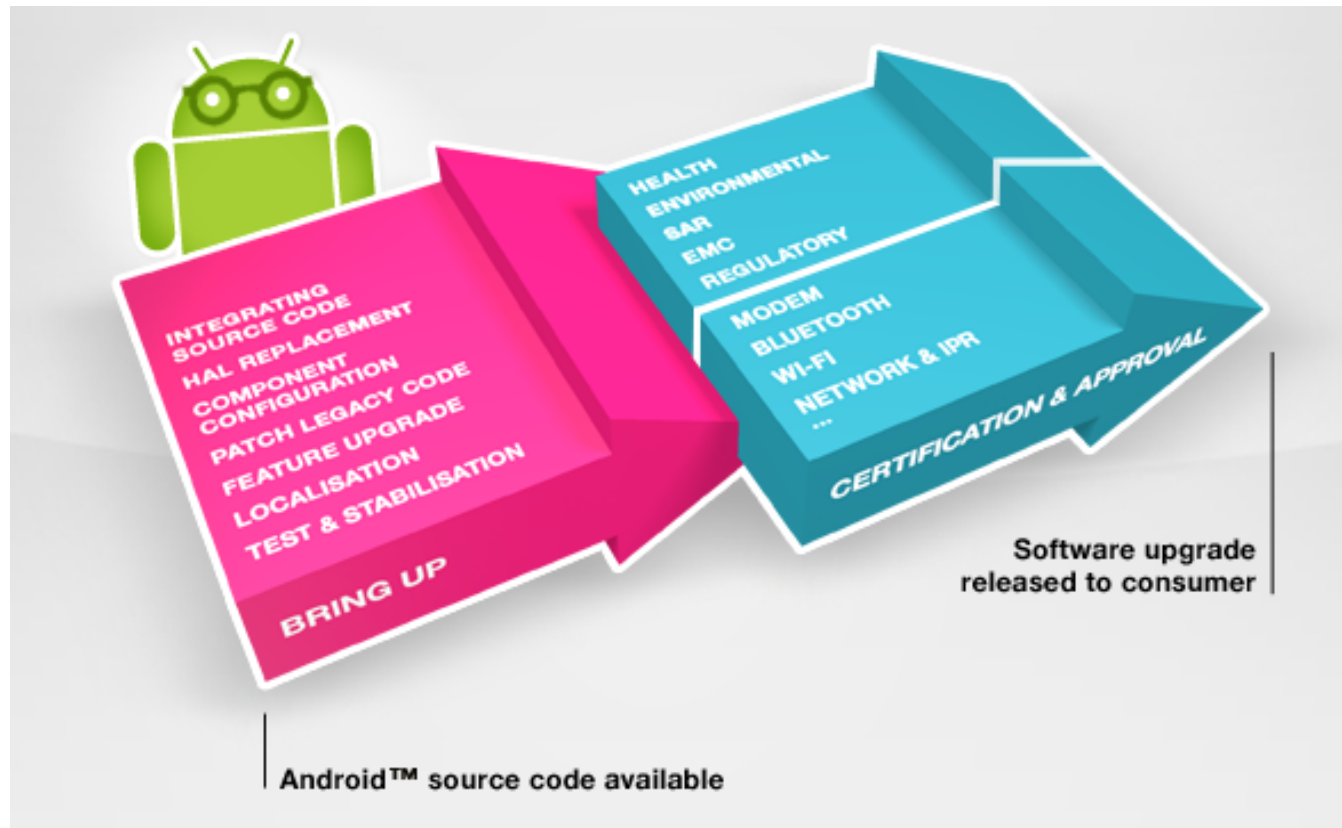 INTEGRATING
SOURCE CODE
HAL REPLACEMENT
COMPONENT
CONFIGURATION
PATCH LEGACY CODE
FEATURE UPGRADE
LOCALISATION
TEST & STABILISATION
BRING UP
HEALTH
ENVIRONMENTAL
SAR
EMC
REGULATORY
MODEM
BLUETOOTH
WI-FI
NETWORK & IPR
...
CERTIFICATION & APPROVAL
Software upgrade
released to consumer
Android™ source code available